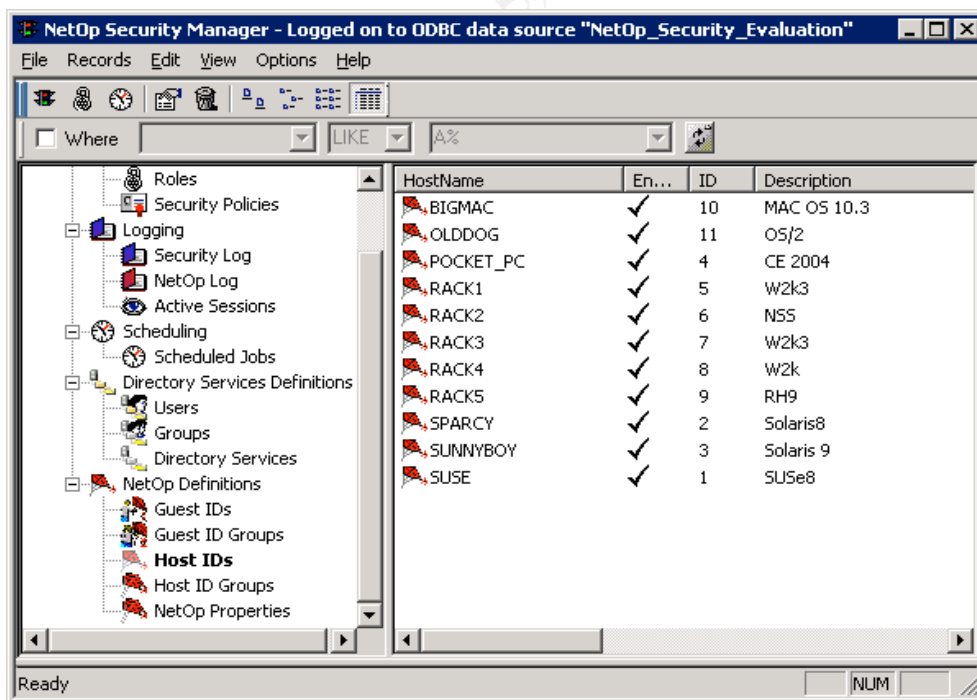 NetOp Security Manager - Logged on to ODBC data source "NetOp_Security_Evaluation"
File Records Edit View Options Help
Where LIKE A%
Roles
Security Policies
Logging
Security Log
NetOp Log
Active Sessions
Scheduling
Scheduled Jobs
Directory Services Definitions
Users
Groups
Directory Services
NetOp Definitions
Guest IDs
Guest ID Groups
Host IDs
Host ID Groups
NetOp Properties
HostName En... ID Description
BIGMAC 10 MAC OS 10.3
OLDDOG 11 OS/2
POCKET_PC 4 CE 2004
RACK1 5 W2k3
RACK2 6 NSS
RACK3 7 W2k3
RACK4 8 W2k
RACK5 9 RH9
SPARCY 2 Solaris8
SUNNYBOY 3 Solaris 9
SUSE 1 SUSe8
Ready NUM